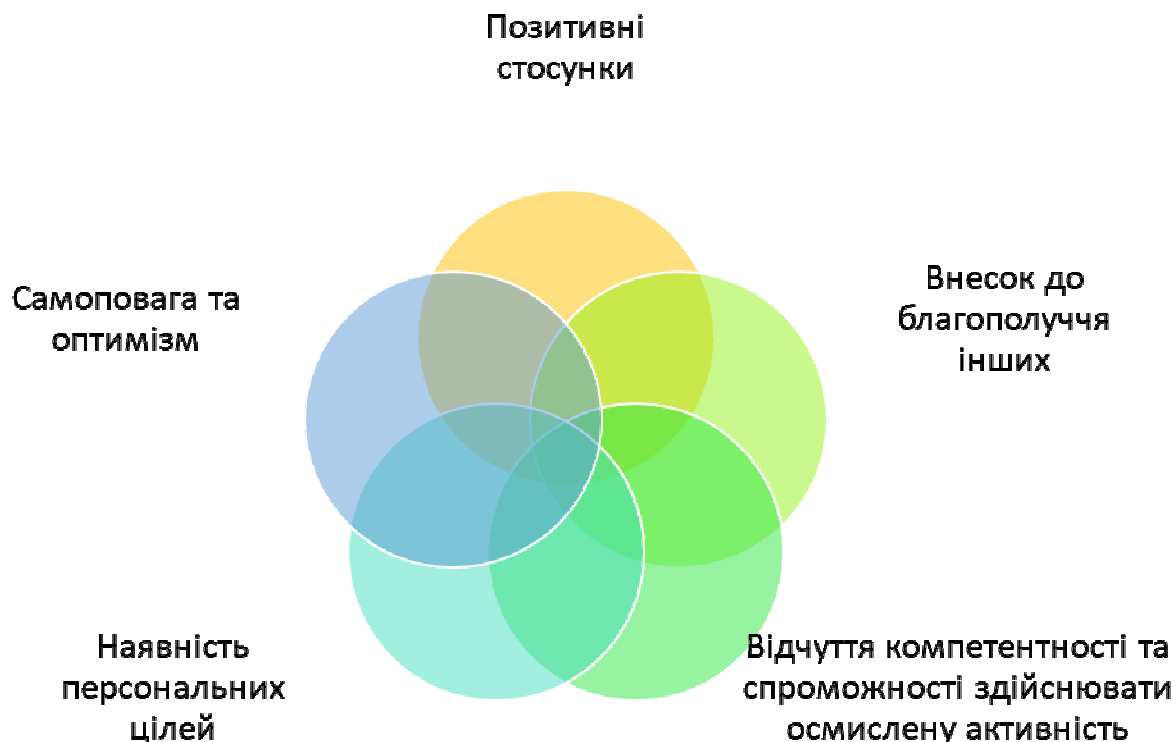 Позитивні
стосунки
Самоповага та
оптимізм
Внесок до
благополуччя
інших
Наявність
персональних
цілей
Відчуття компетентності та
спроможності здійснювати
осмислену активність